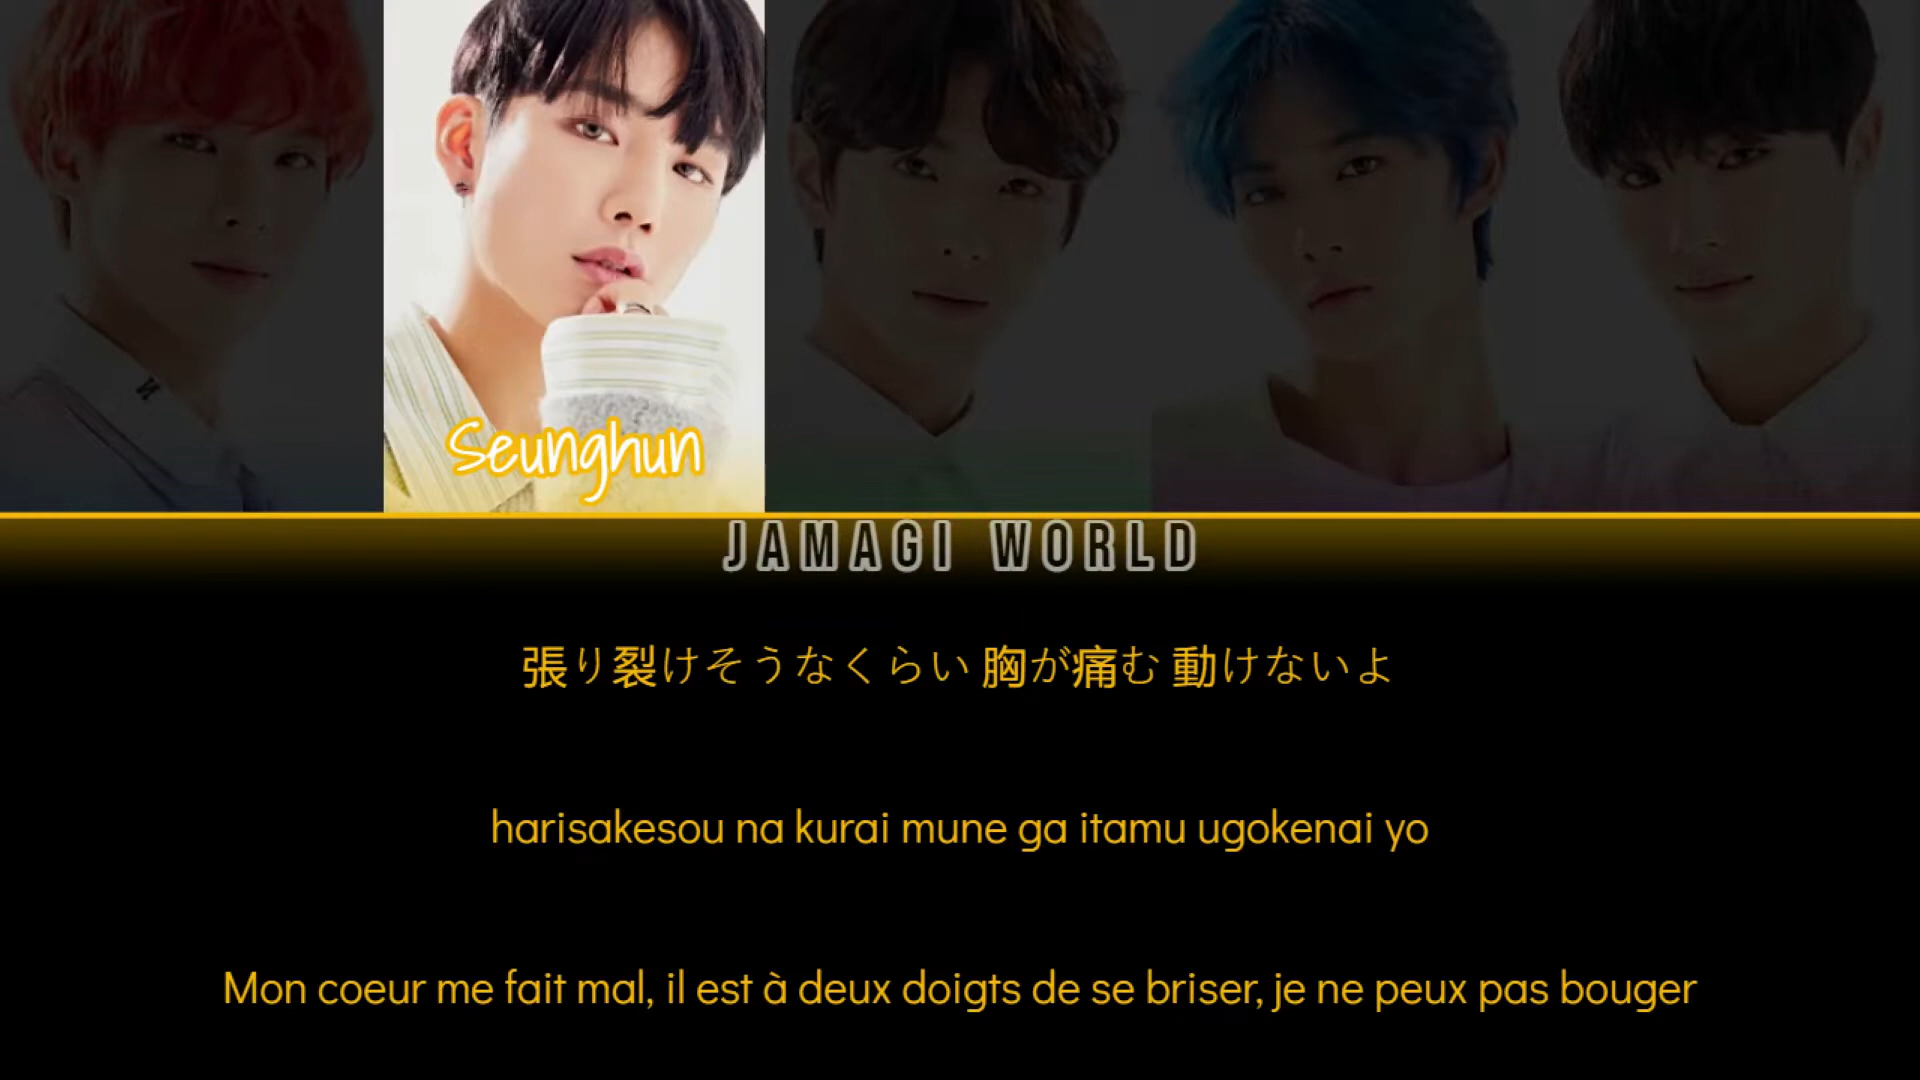 Seunghun
JAMAGI WORLD
張り裂けそうなくらい 胸が痛む 動けないよ
harisakesou na kurai mune ga itamu ugokenai yo
Mon coeur me fait mal, il est à deux doigts de se briser, je ne peux pas bouger